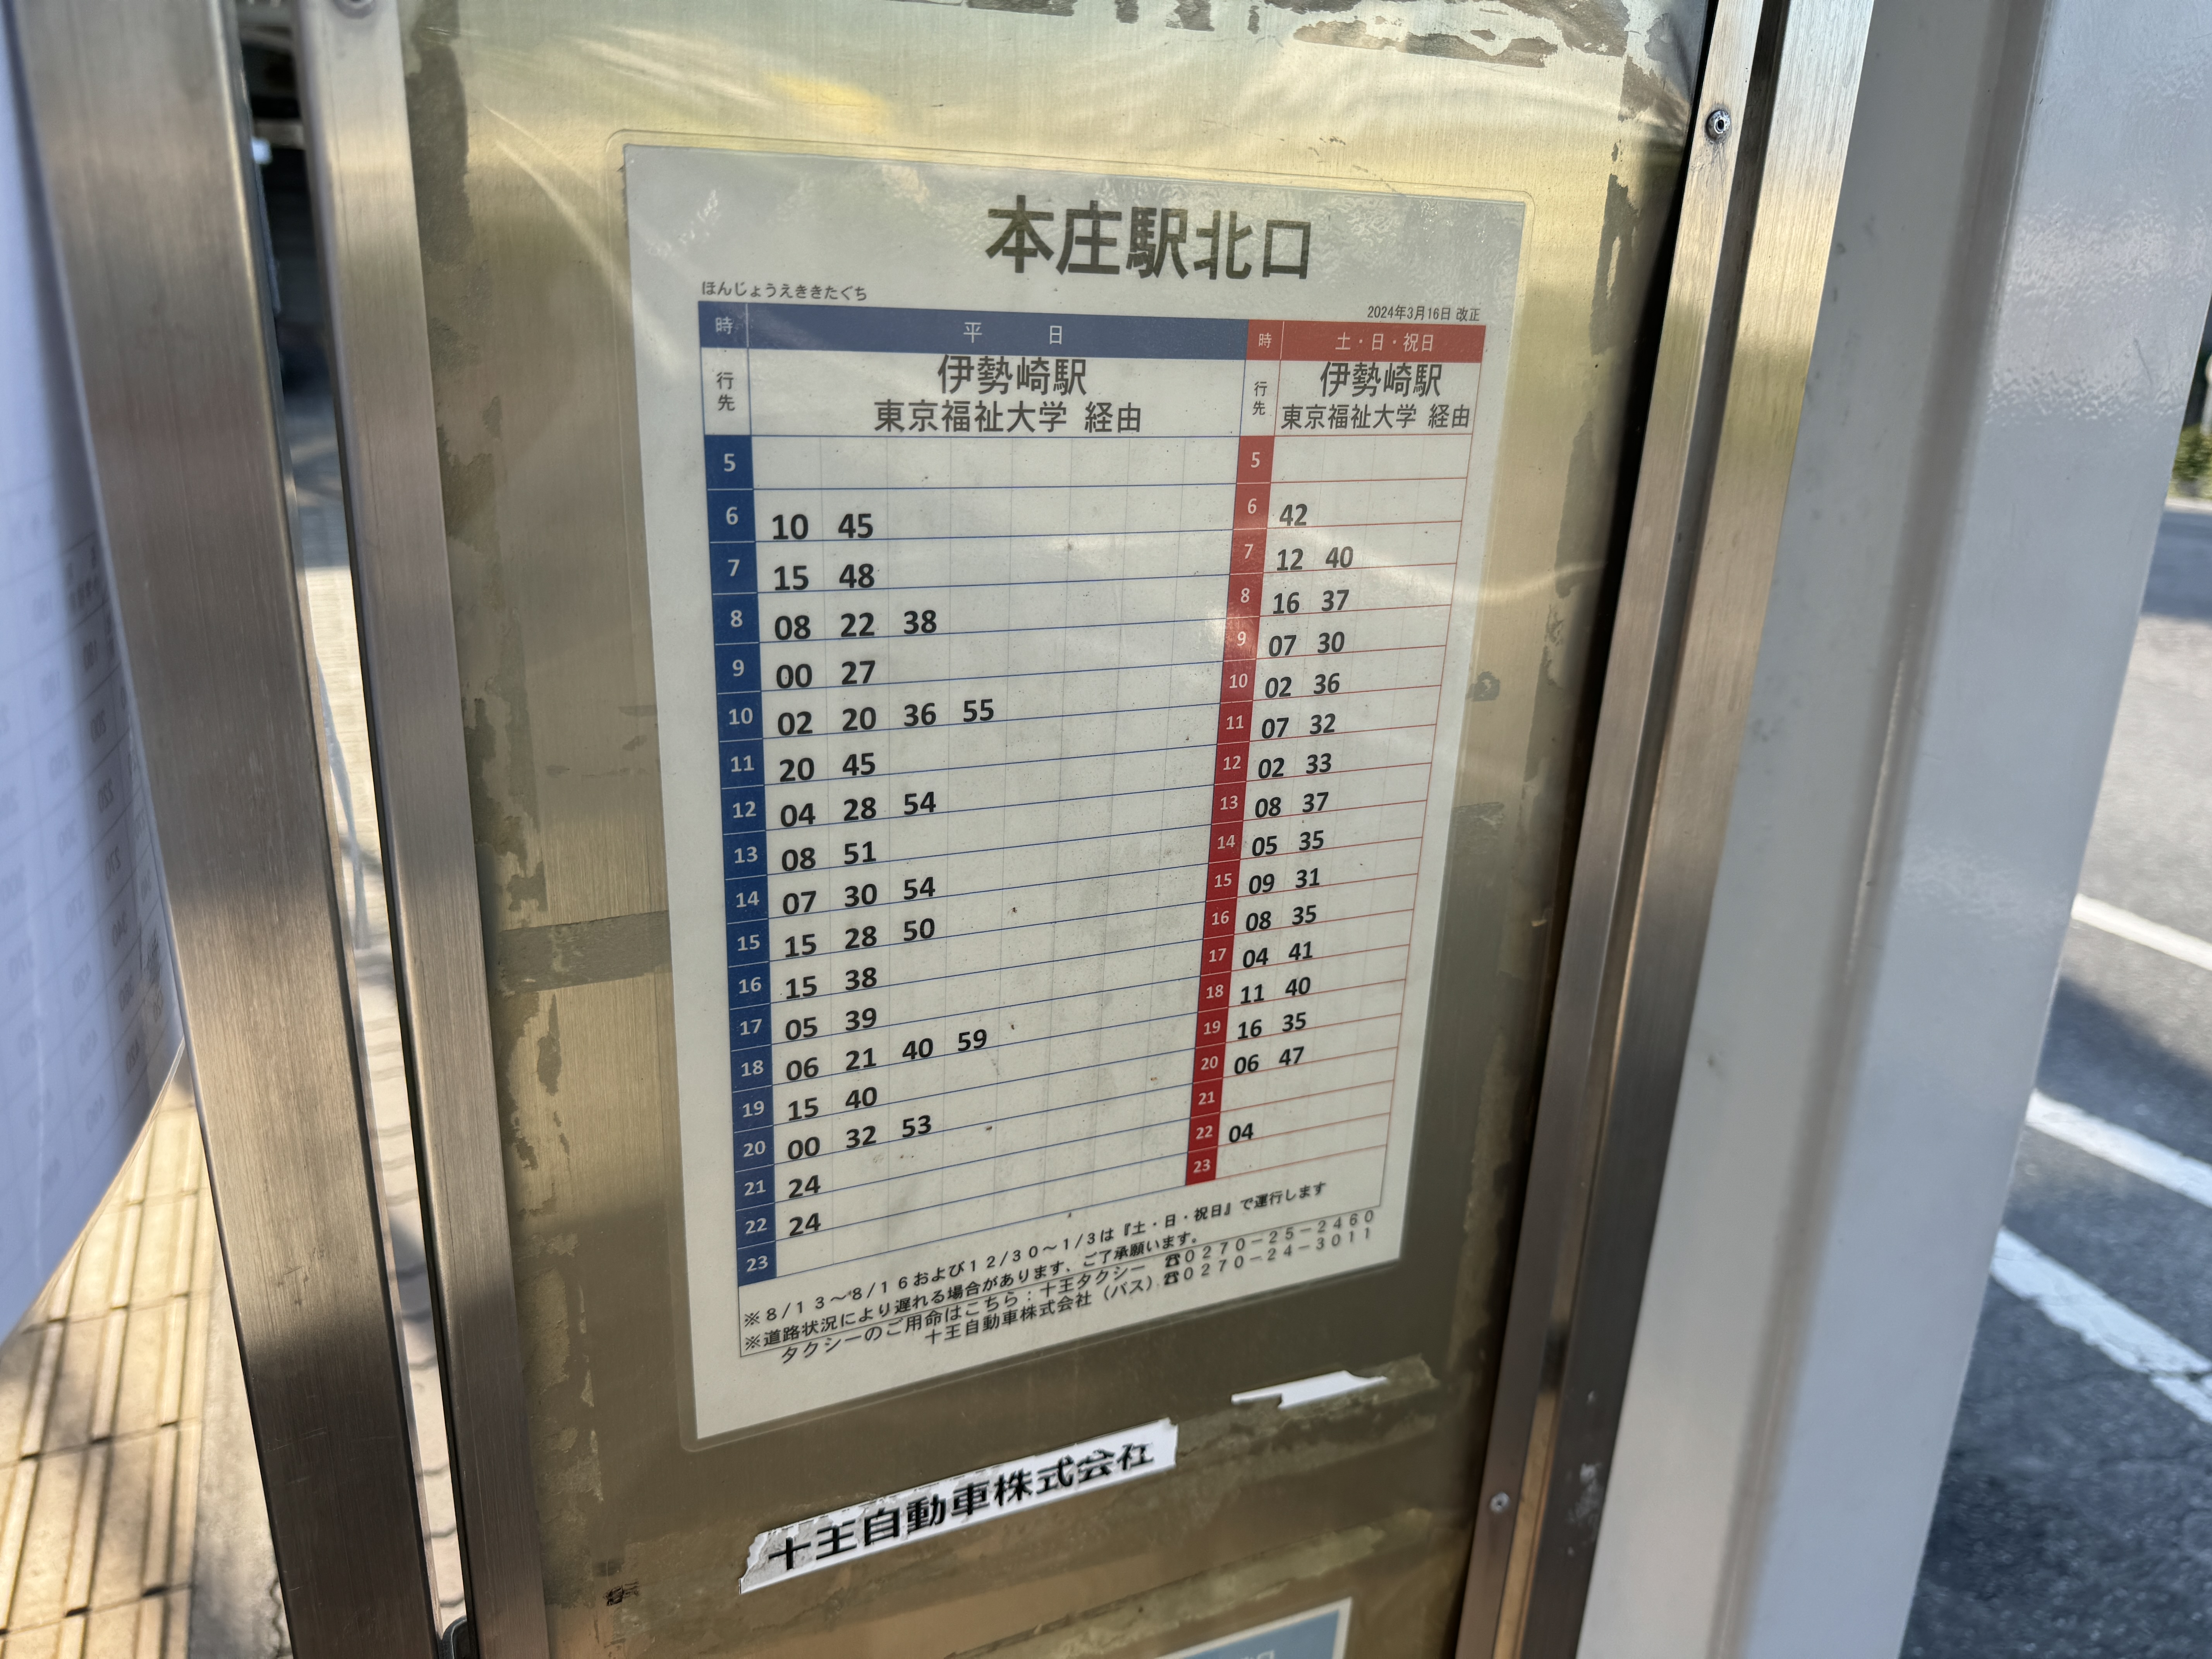 本庄駅北口
ほんじょうえききたぐち
2024年3月16日 改正
時 平 日 時 土・日・祝日
行先 伊勢崎駅 行先 伊勢崎駅
東京福祉大学 経由 東京福祉大学 経由
5 5
6 10 45 6 42
7 15 48 7 12 40
8 08 22 38 8 16 37
9 00 27 9 07 30
10 02 20 36 55 10 02 36
11 20 45 11 07 32
12 04 28 54 12 02 33
13 08 51 13 08 37
14 07 30 54 14 05 35
15 15 28 50 15 09 31
16 15 38 16 08 35
17 05 39 17 04 41
18 06 21 40 59 18 11 40
19 15 40 19 16 35
20 00 32 53 20 06 47
21 24 21
22 24 22 04
23 23
※8/13～8/16および12/30～1/3は『土・日・祝日』で運行します
※道路状況により遅れる場合があります、ご了承願います。
タクシーのご用命はこちら：十王タクシー ☎0270-25-2460
十王自動車株式会社（バス）☎0270-24-3011
十王自動車株式会社